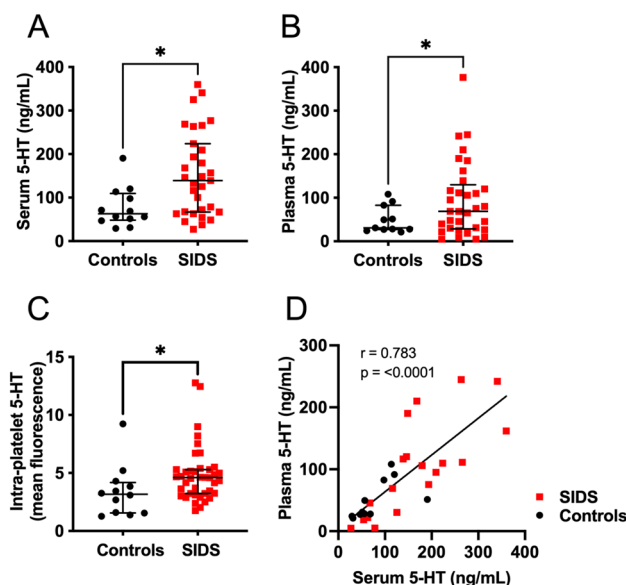 A
*
Serum 5-HT (ng/mL)
400
300
200
100
0
Controls SIDS
B
*
Plasma 5-HT (ng/mL)
400
300
200
100
0
Controls SIDS
C
*
Intra-platelet 5-HT
(mean fluorescence)
15
10
5
0
Controls SIDS
D
r = 0.783
p = <0.0001
Plasma 5-HT (ng/mL)
300
200
100
0
0 100 200 300 400
Serum 5-HT (ng/mL)
SIDS
Controls